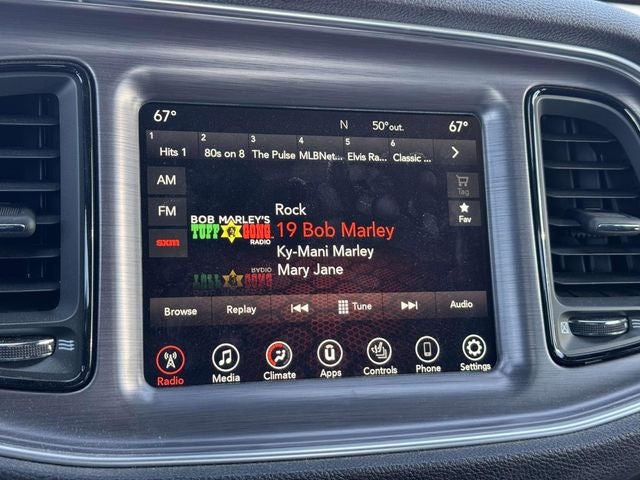 67° N 50°out. 67°
1 2 3 4 5 6
Hits 1 80s on 8 The Pulse MLBNet... Elvis Ra... Classic ...
AM
Tag
FM
Fav
sxm
BOB MARLEY'S
TUFF GONG
RADIO
Rock
19 Bob Marley
Ky-Mani Marley
Mary Jane
Browse Replay Tune Audio
Radio Media Climate Apps Controls Phone Settings